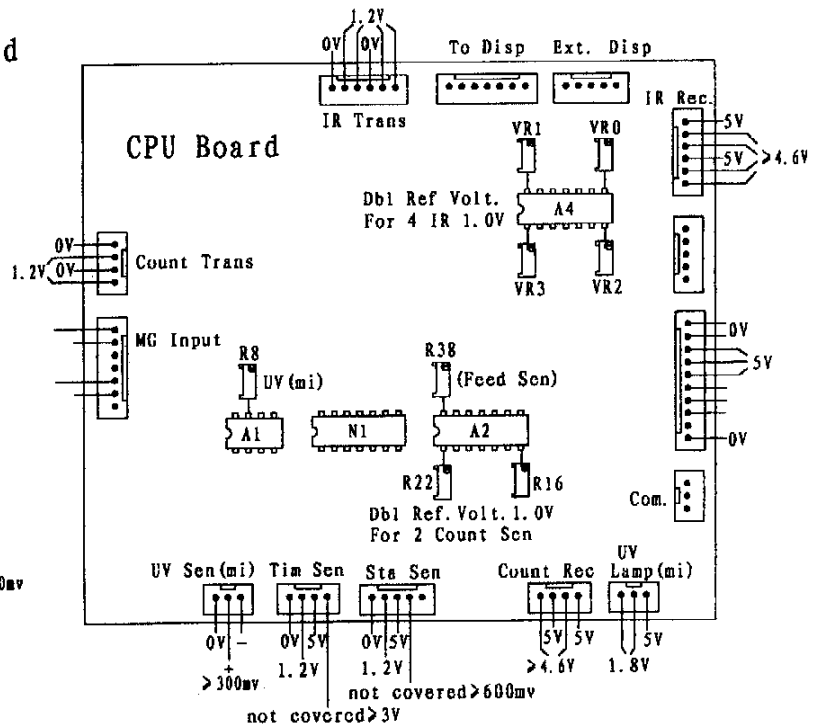 1.2V
0V 0V
d
To Disp Ext. Disp
IR Trans
IR Rec.
5V
5V ≥4.6V
CPU Board
VR1 VR0
Dbl Ref Volt.
For 4 IR 1.0V
A4
VR3 VR2
0V
1.2V 0V
Count Trans
MG Input
0V
5V
0V
R8
UV(mi)
R38
(Feed Sen)
A1 N1 A2
R22 R16
Dbl Ref.Volt.1.0V
For 2 Count Sen
Com.
UV Sen(mi) Tim Sen Sta Sen Count Rec
UV
Lamp(mi)
0mv
0V - 0V 5V 0V 5V 5V 5V 5V
+
≥300mv 1.2V 1.2V ≥4.6V 1.8V
not covered≥600mv
not covered≥3V